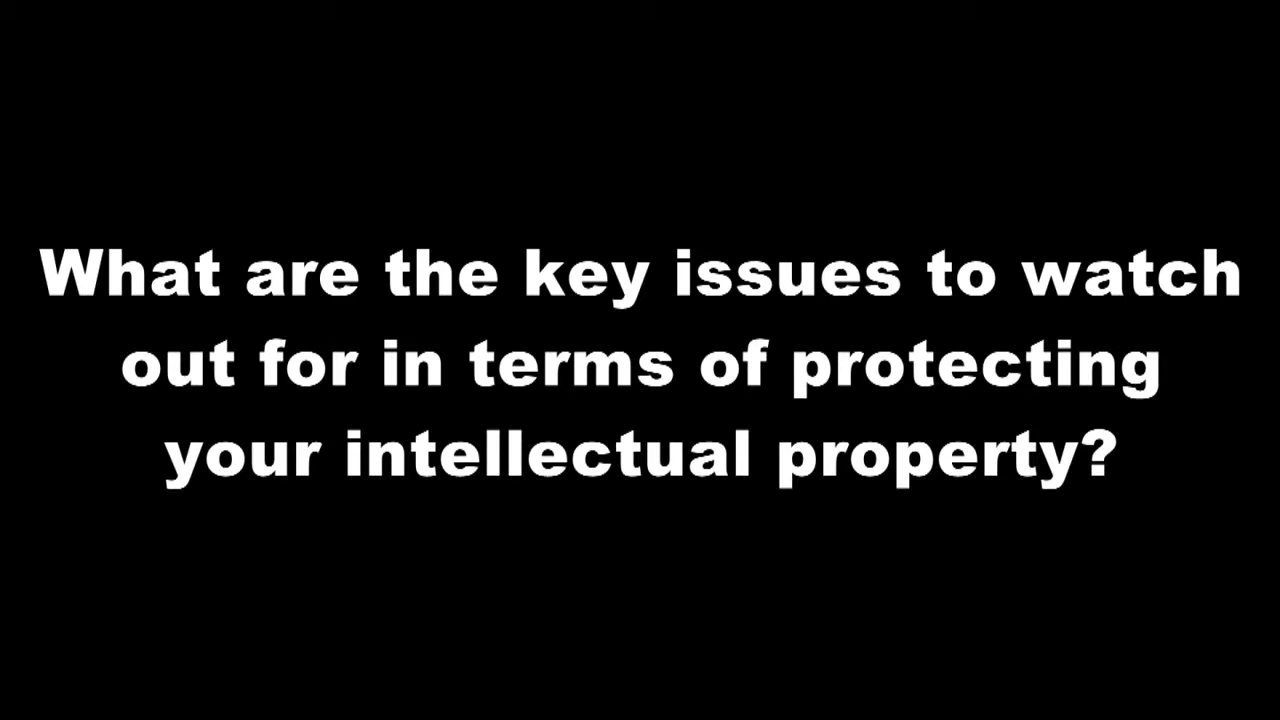 What are the key issues to watch
out for in terms of protecting
your intellectual property?